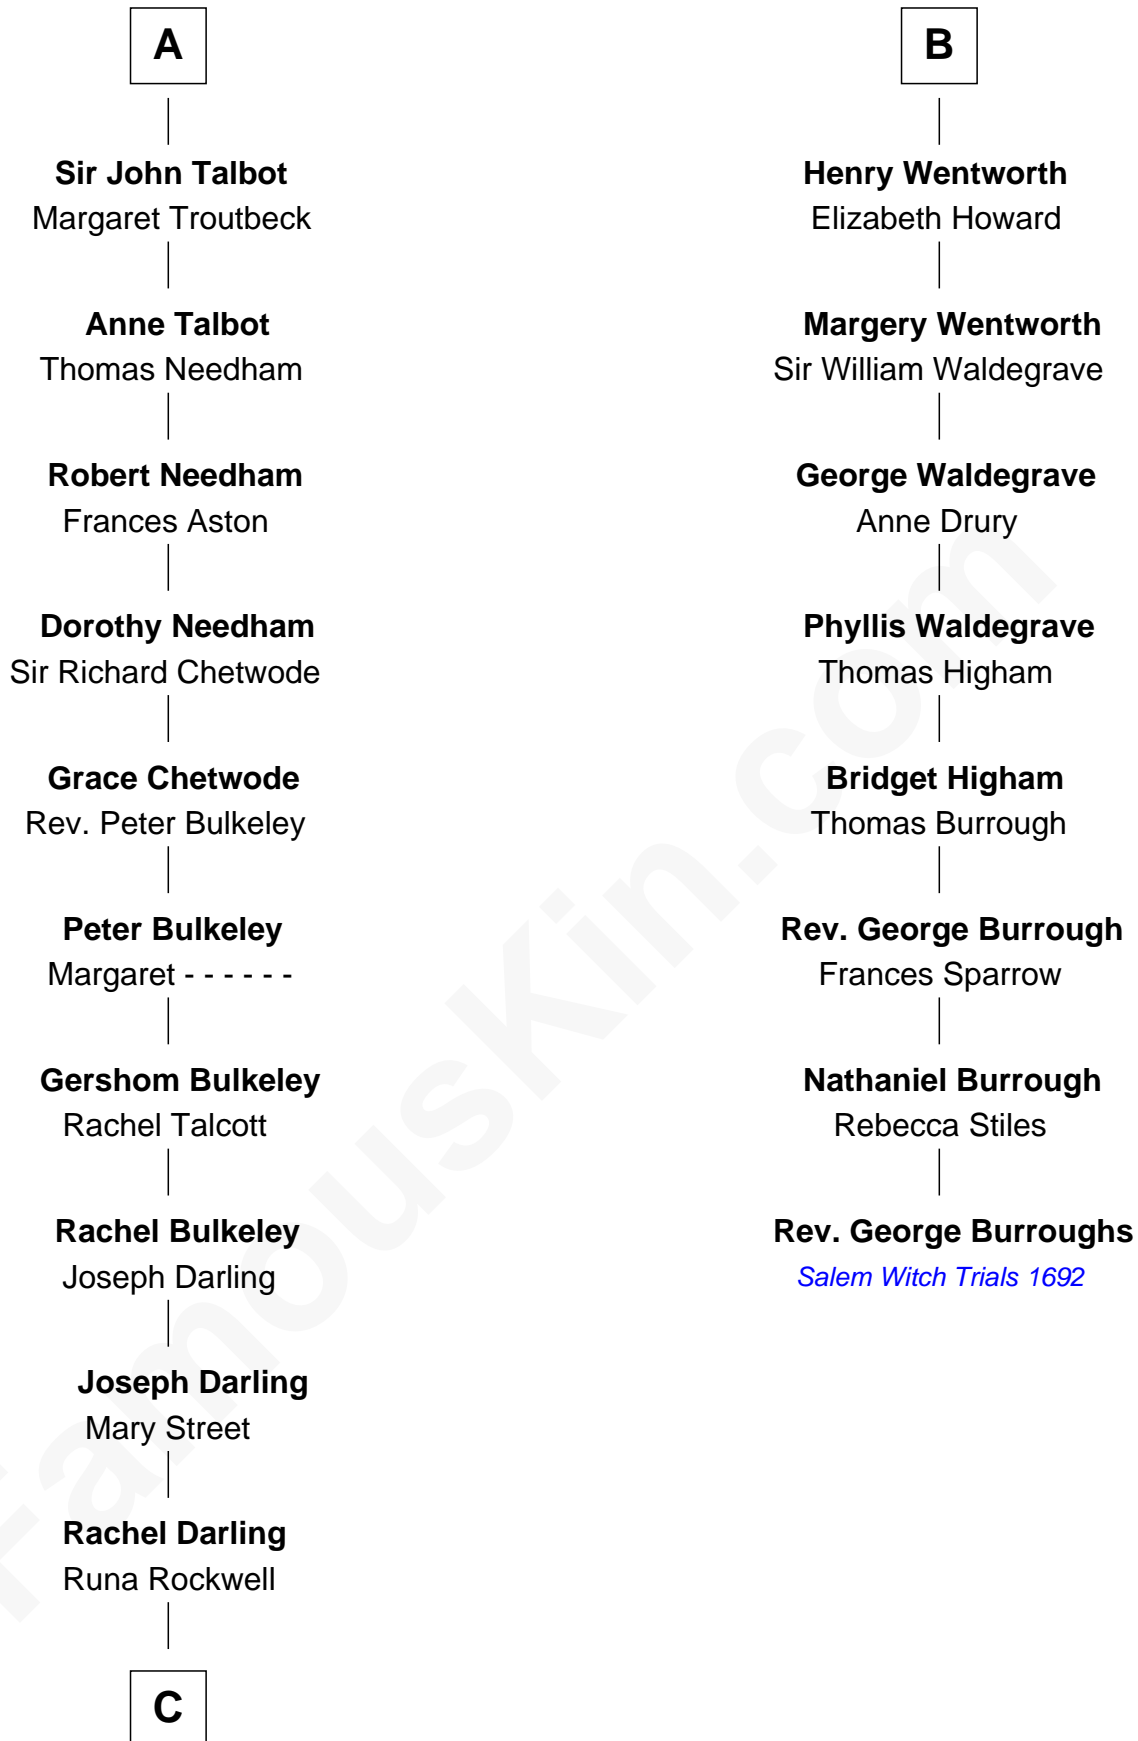 A
Sir John Talbot
Margaret Troutbeck
Anne Talbot
Thomas Needham
Robert Needham
Frances Aston
Dorothy Needham
Sir Richard Chetwode
Grace Chetwode
Rev. Peter Bulkeley
Peter Bulkeley
Margaret - - - - - -
Gershom Bulkeley
Rachel Talcott
Rachel Bulkeley
Joseph Darling
Joseph Darling
Mary Street
Rachel Darling
Runa Rockwell
C
B
Henry Wentworth
Elizabeth Howard
Margery Wentworth
Sir William Waldegrave
George Waldegrave
Anne Drury
Phyllis Waldegrave
Thomas Higham
Bridget Higham
Thomas Burrough
Rev. George Burrough
Frances Sparrow
Nathaniel Burrough
Rebecca Stiles
Rev. George Burroughs
Salem Witch Trials 1692
FamousKin.com